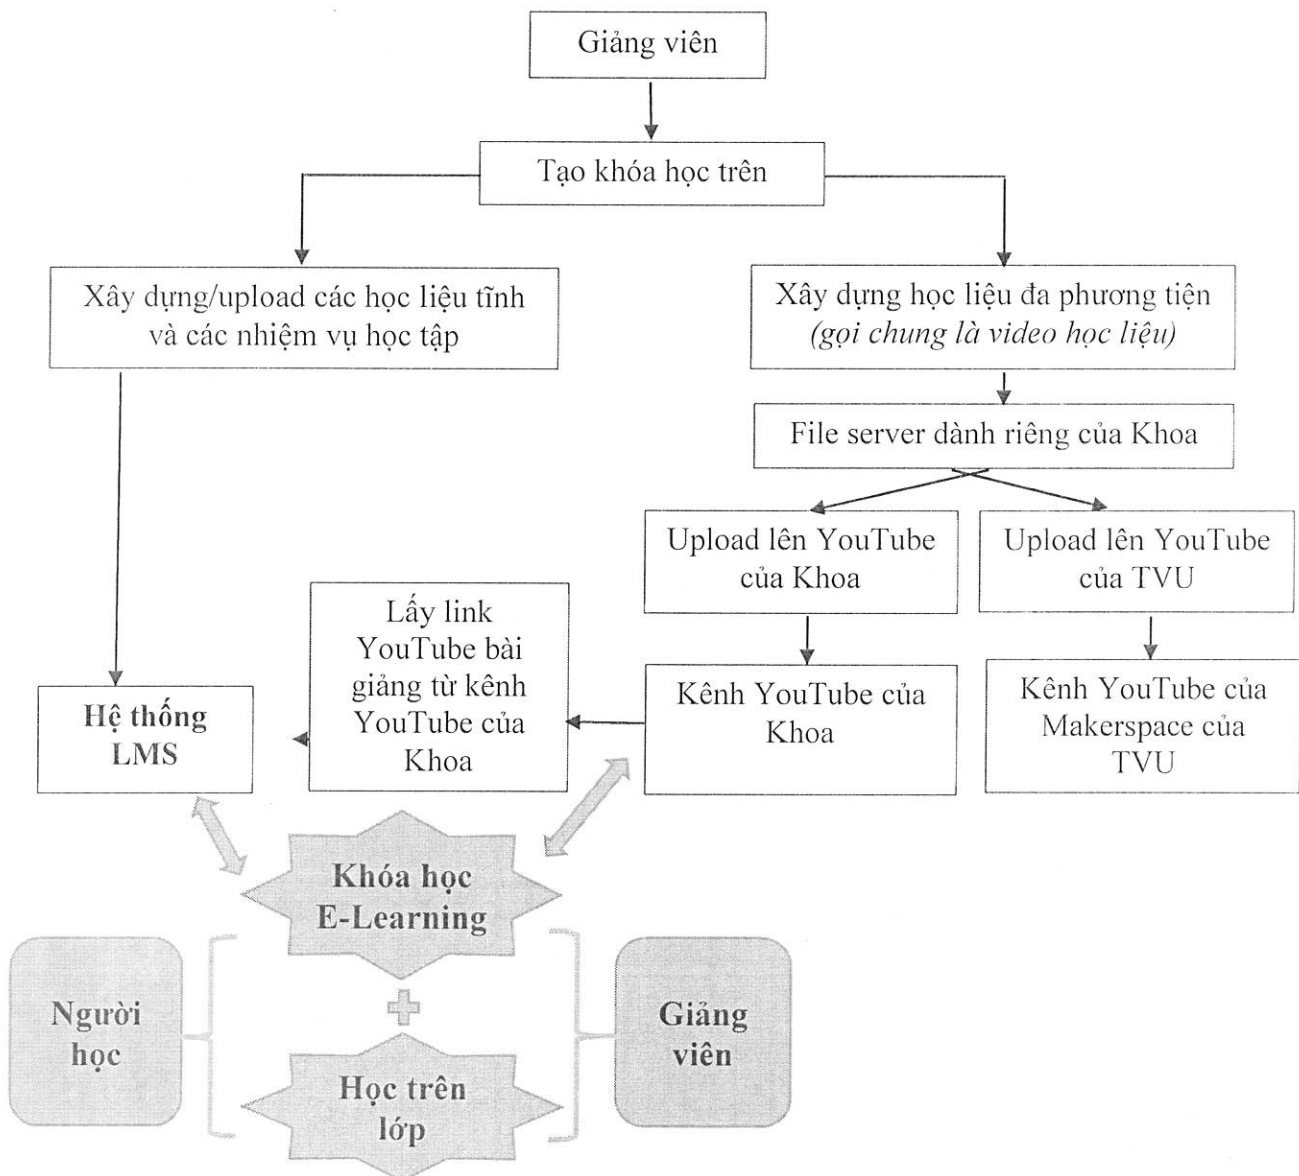 Giảng viên
Tạo khóa học trên
Xây dựng/upload các học liệu tĩnh
và các nhiệm vụ học tập
Xây dựng học liệu đa phương tiện
(gọi chung là video học liệu)
File server dành riêng của Khoa
Upload lên YouTube
của Khoa
Upload lên YouTube
của TVU
Lấy link
YouTube bài
giảng từ kênh
YouTube của
Khoa
Kênh YouTube của
Khoa
Kênh YouTube của
Makerspace của
TVU
Hệ thống
LMS
Khóa học
E-Learning
Người
học
Giảng
viên
Học trên
lớp